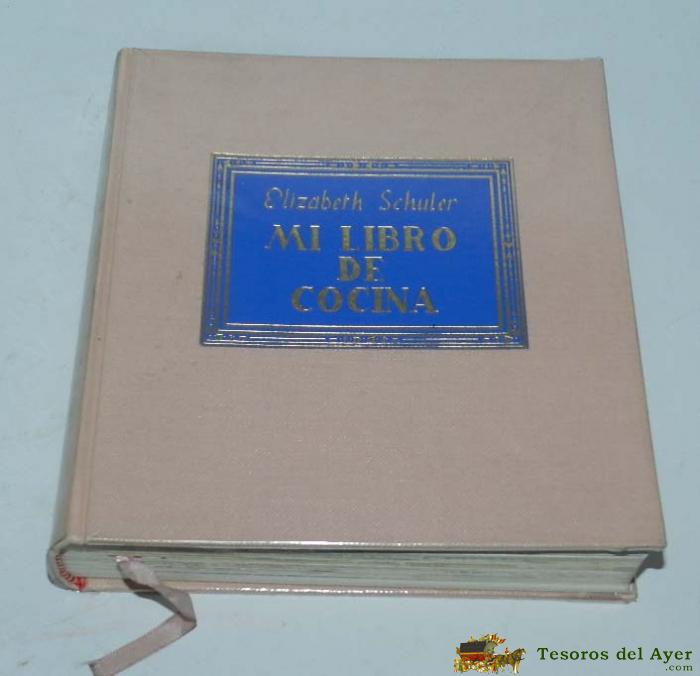 Elizabeth Schuler
MI LIBRO
DE
COCINA
Tesoros del Ayer
.com